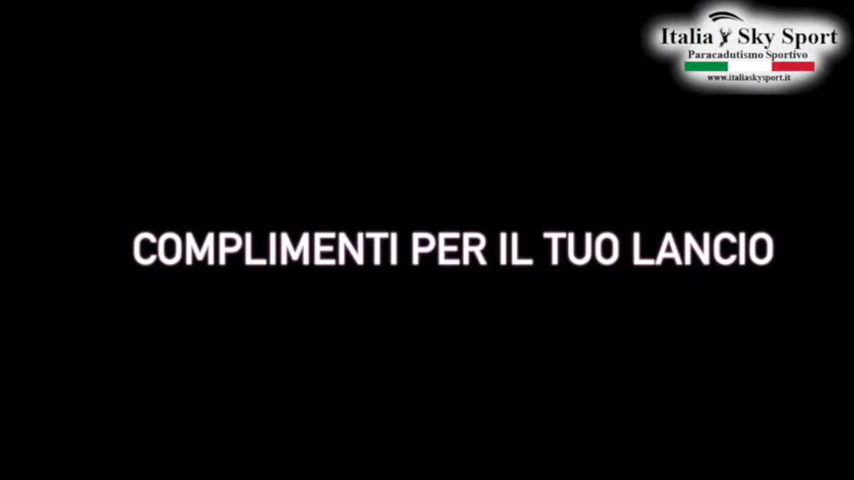 Italia Sky Sport
Paracadutismo Sportivo
www.italiaskysport.it
COMPLIMENTI PER IL TUO LANCIO